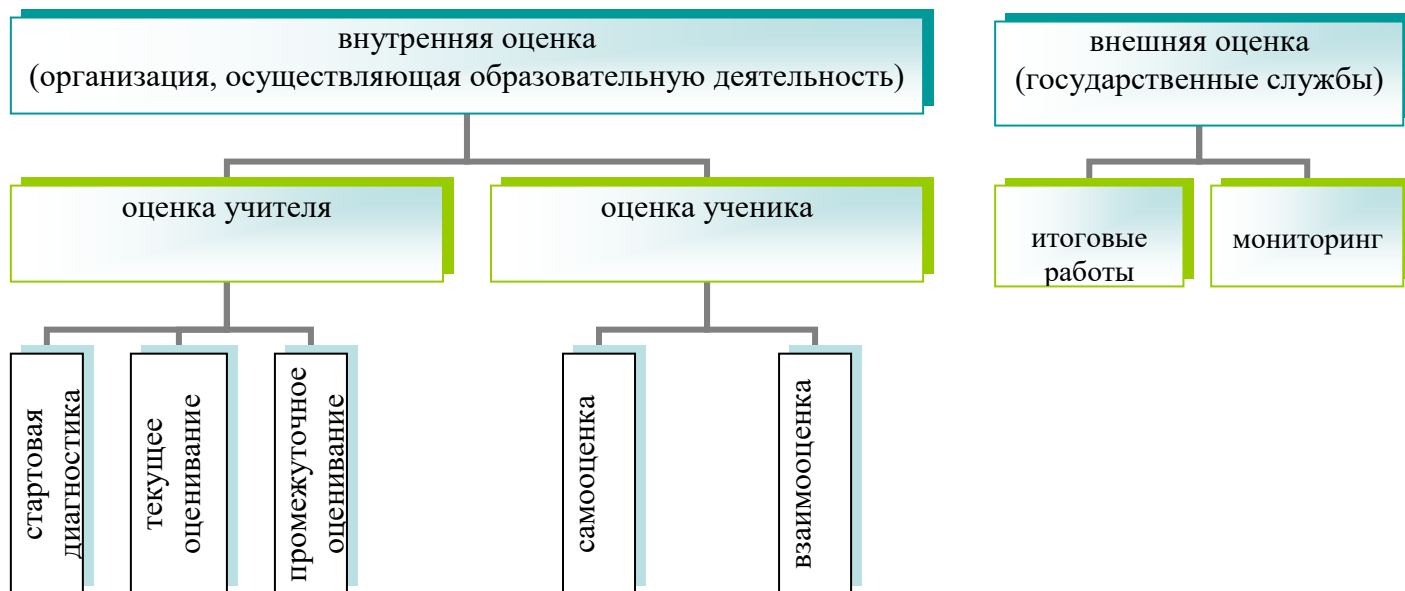 внутренняя оценка
(организация, осуществляющая образовательную деятельность)
внешняя оценка
(государственные службы)
оценка учителя
оценка ученика
итоговые
работы
мониторинг
стартовая
диагностика
текущее
оценивание
промежуточное
оценивание
самооценка
взаимооценка